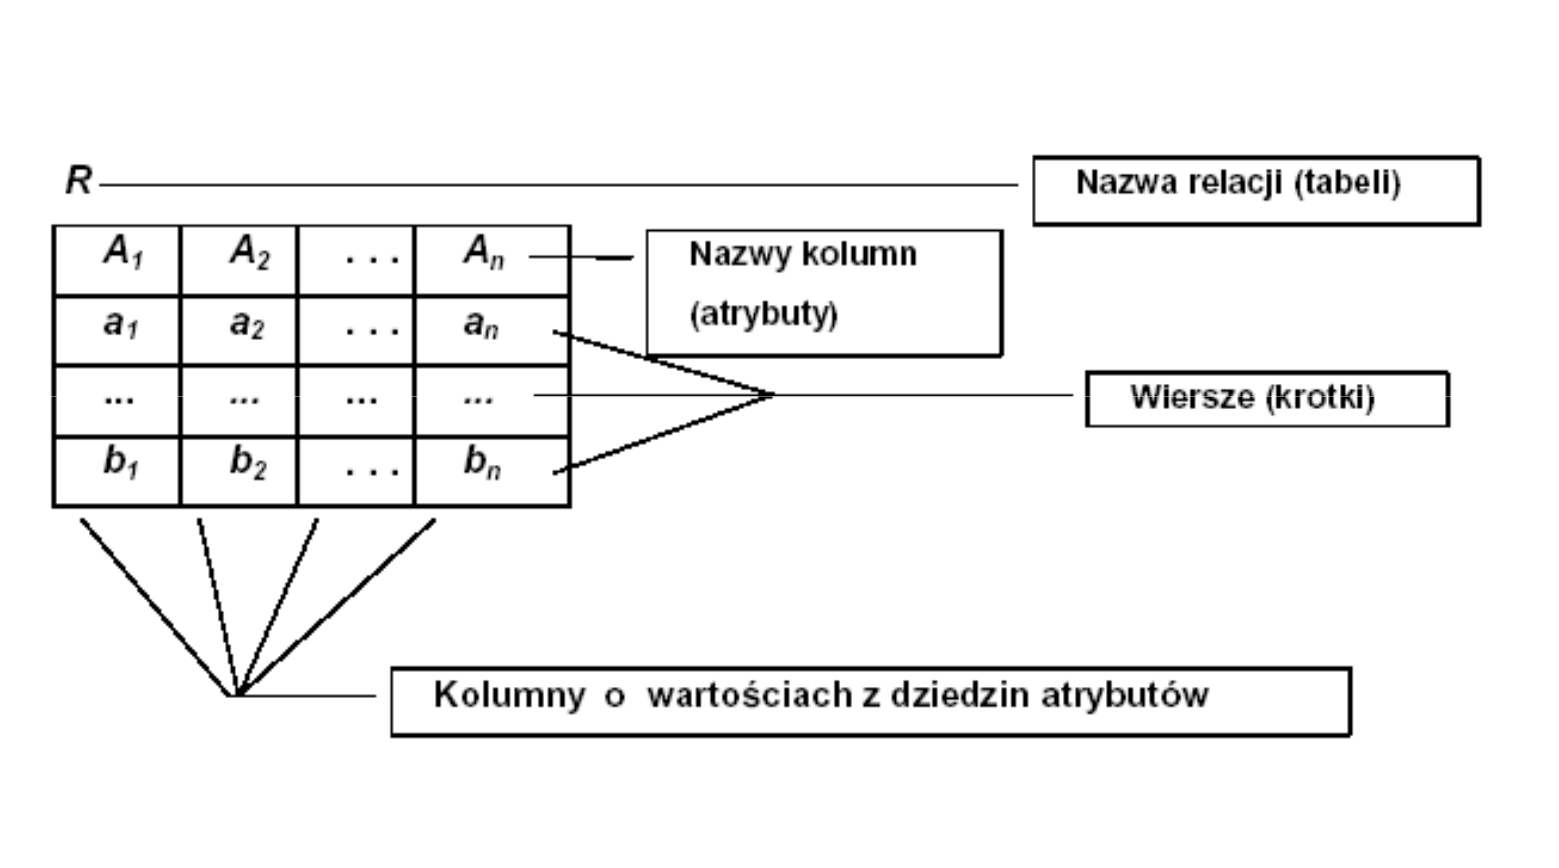 R
Nazwa relacji (tabeli)
A1 A2 ... An
Nazwy kolumn
(atrybuty)
a1 a2 ... an
... ... ... ...
Wiersze (krotki)
b1 b2 ... bn
Kolumny o wartościach z dziedzin atrybutów